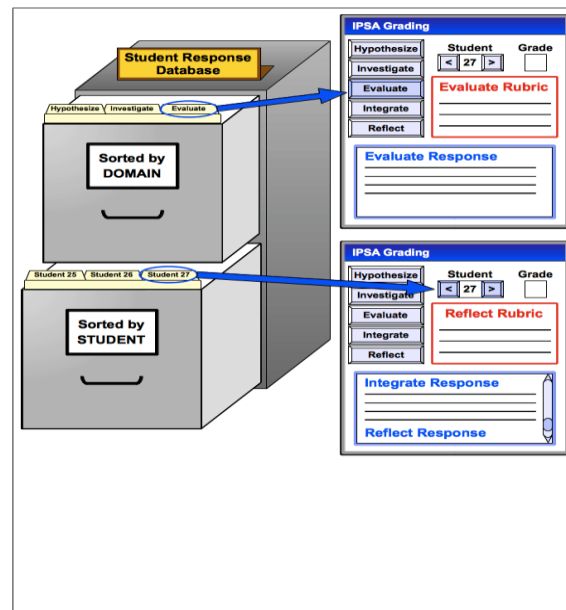 Student Response
Database
Hypothesize Investigate Evaluate
Sorted by
DOMAIN
Student 25 Student 26 Student 27
Sorted by
STUDENT
IPSA Grading
Hypothesize
Investigate
Evaluate
Integrate
Reflect
Student Grade
< 27 >
Evaluate Rubric
Evaluate Response
IPSA Grading
Hypothesize
Investigate
Evaluate
Integrate
Reflect
Student Grade
< 27 >
Reflect Rubric
Integrate Response
Reflect Response